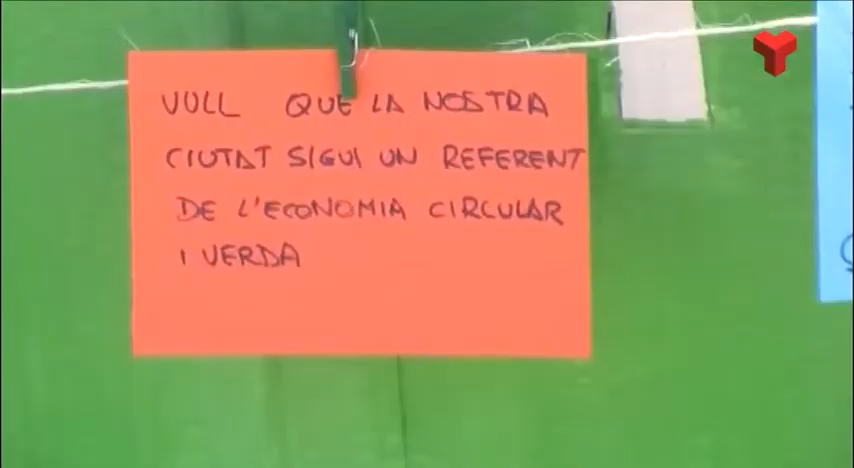 VULL QUE LA NOSTRA
CIUTAT SIGUI UN REFERENT
DE L'ECONOMIA CIRCULAR
I VERDA